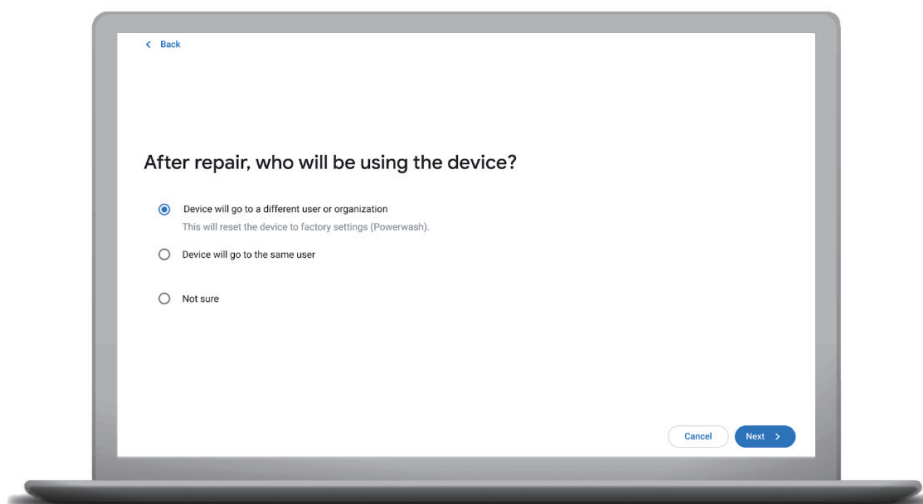 Back
After repair, who will be using the device?
Device will go to a different user or organization
This will reset the device to factory settings (Powerwash).
Device will go to the same user
Not sure
Cancel
Next